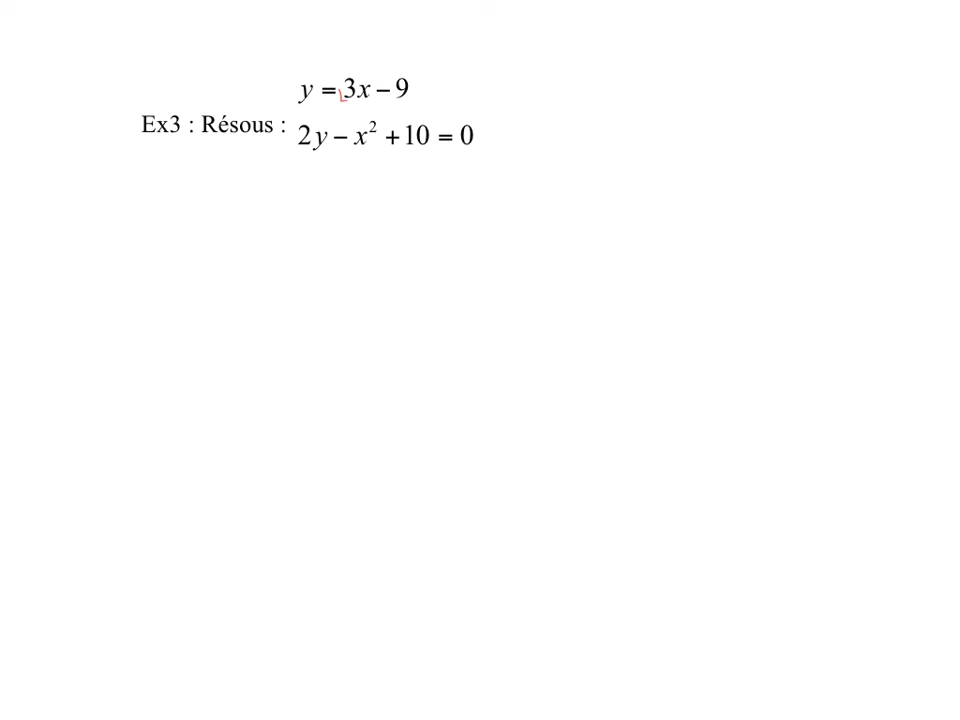 y = 3x − 9
Ex3 : Résous :
2y − x² + 10 = 0